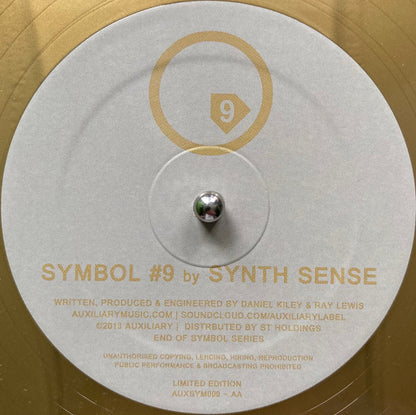 9
SYMBOL #9 by SYNTH SENSE
WRITTEN, PRODUCED & ENGINEERED BY DANIEL KILEY & RAY LEWIS
AUXILIARYMUSIC.COM | SOUNDCLOUD.COM/AUXILIARYLABEL
©2013 AUXILIARY | DISTRIBUTED BY ST HOLDINGS
END OF SYMBOL SERIES
UNAUTHORISED COPYING, LENDING, HIRING, REPRODUCTION
PUBLIC PERFORMANCE & BROADCASTING PROHIBITED
LIMITED EDITION
AUXSYM009 - AA